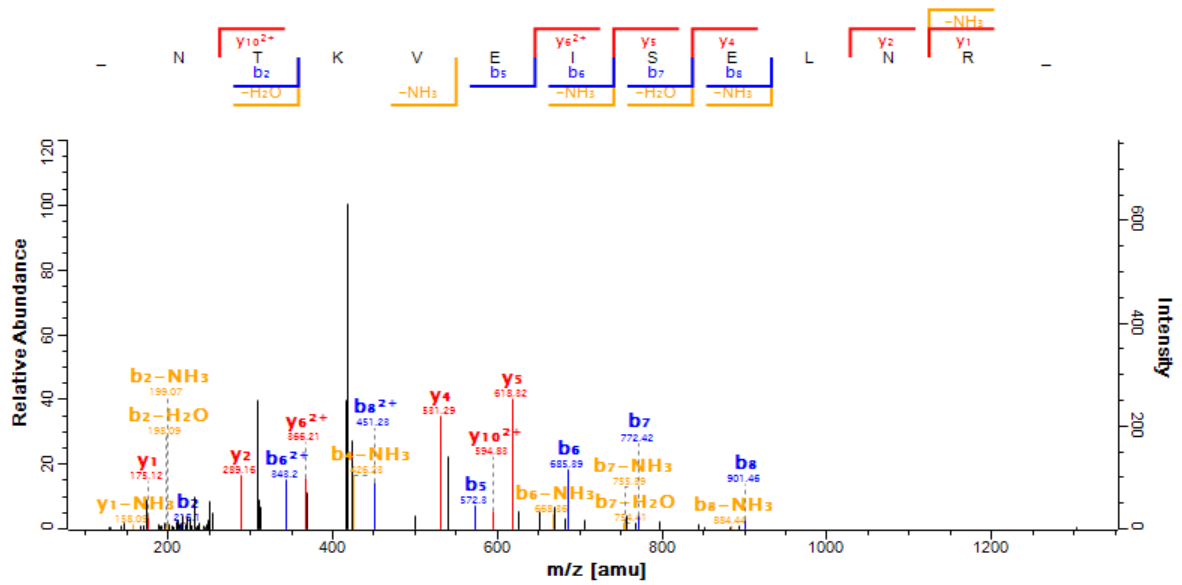 −NH₃
y₁₀²⁺ y₆²⁺ y₅ y₄ y₂ y₁
_ N T K V E I S E L N R _
b₂ b₅ b₆ b₇ b₈
−H₂O −NH₃ −NH₃ −H₂O −NH₃
120
100
80
60
40
20
0
Relative Abundance
600
400
200
0
Intensity
b₂−NH₃
199.07
b₂−H₂O
198.09
y₁
175.12
y₁−NH₃
b₂
y₂
289.16
b₆²⁺
343.2
y₆²⁺
366.21
b₈²⁺
451.23
b₄−NH₃
y₄
531.29
y₅
618.32
y₁₀²⁺
594.83
b₅
572.3
b₆
685.39
b₆−NH₃
b₇
772.42
b₇−NH₃
b₇−H₂O
b₈
901.46
b₈−NH₃
884.44
200 400 600 800 1000 1200
m/z [amu]